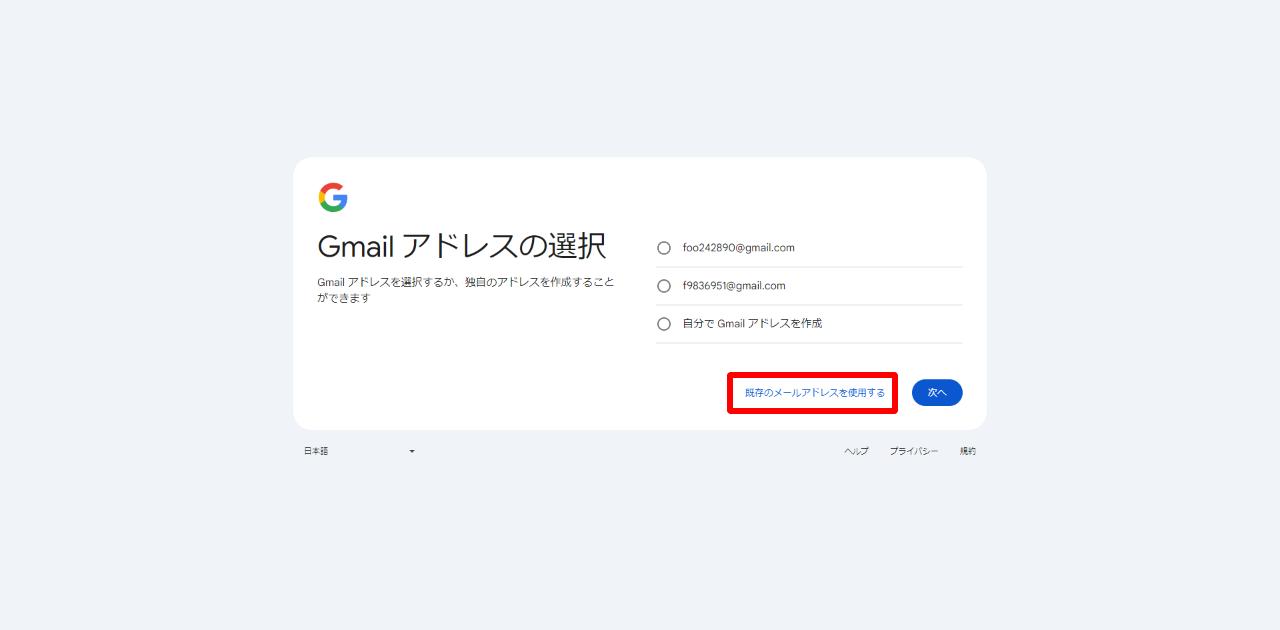 Gmail アドレスの選択
Gmail アドレスを選択するか、独自のアドレスを作成すること
ができます
foo242890@gmail.com
f9836951@gmail.com
自分で Gmail アドレスを作成
既存のメールアドレスを使用する
次へ
日本語
ヘルプ
プライバシー
規約